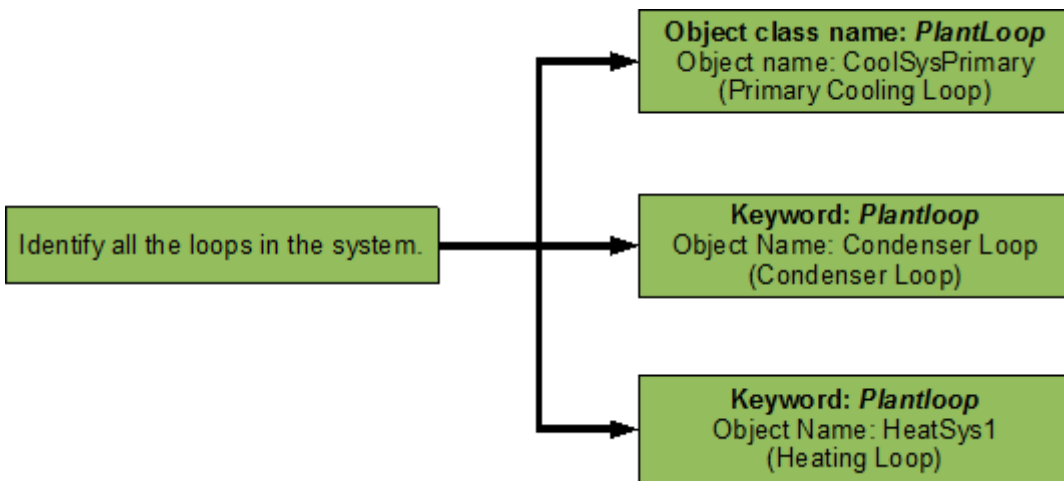 Object class name: PlantLoop
Object name: CoolSysPrimary
(Primary Cooling Loop)
Identify all the loops in the system.
Keyword: Plantloop
Object Name: Condenser Loop
(Condenser Loop)
Keyword: Plantloop
Object Name: HeatSys1
(Heating Loop)